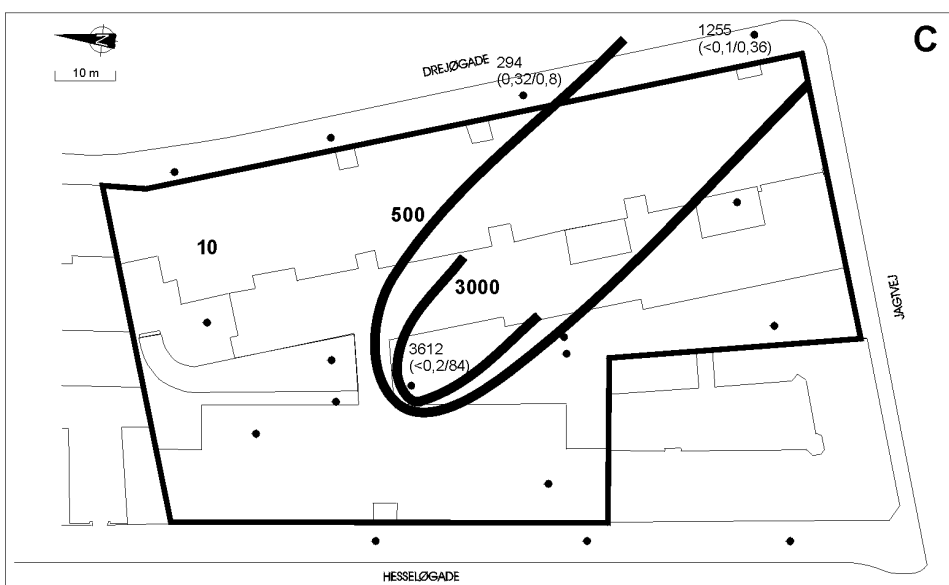 C
1255
(<0,1/0,36)
N
10 m
DREJØGADE
294
(0,32/0,8)
500
10
3000
JAGTVEJ
3612
(<0,2/84)
HESSELØGADE